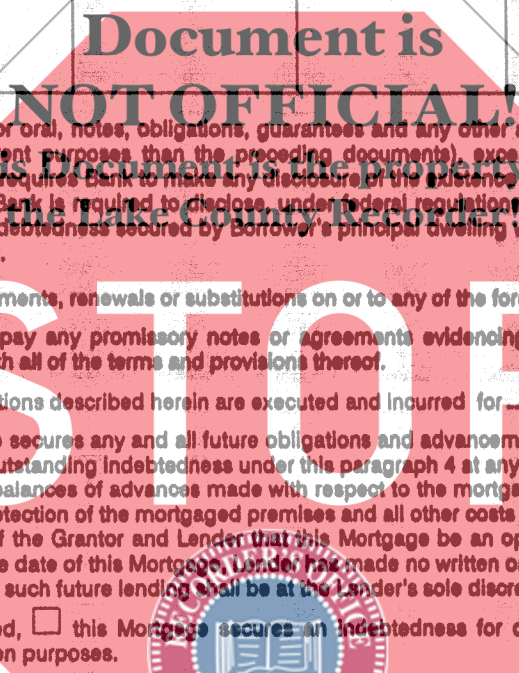 Document is
NOT OFFICIAL!
or oral, notes, obligations, guarantees and any other
purposes than the preceding documents),
This Document is the property
requires Bank to make any disclosure of the
the Lake County Recorder!
Bank is required to disclose, under federal regulation
is secured by Borrower's principal dwelling
STOP
ments, renewals or substitutions on or to any of the for
pay any promissory notes or agreements evidencing
h all of the terms and provisions thereof.
tions described herein are executed and incurred for
secures any and all future obligations and advancem
utstanding indebtedness under this paragraph 4 at any
balances of advances made with respect to the mortga
otection of the mortgaged premises and all other costs
f the Grantor and Lender that this Mortgage be an op
e date of this Mortgage, Lender has made no written o
such future lending shall be at the Lender's sole discre
ed, ☐ this Mortgage secures an indebtedness for c
n purposes.